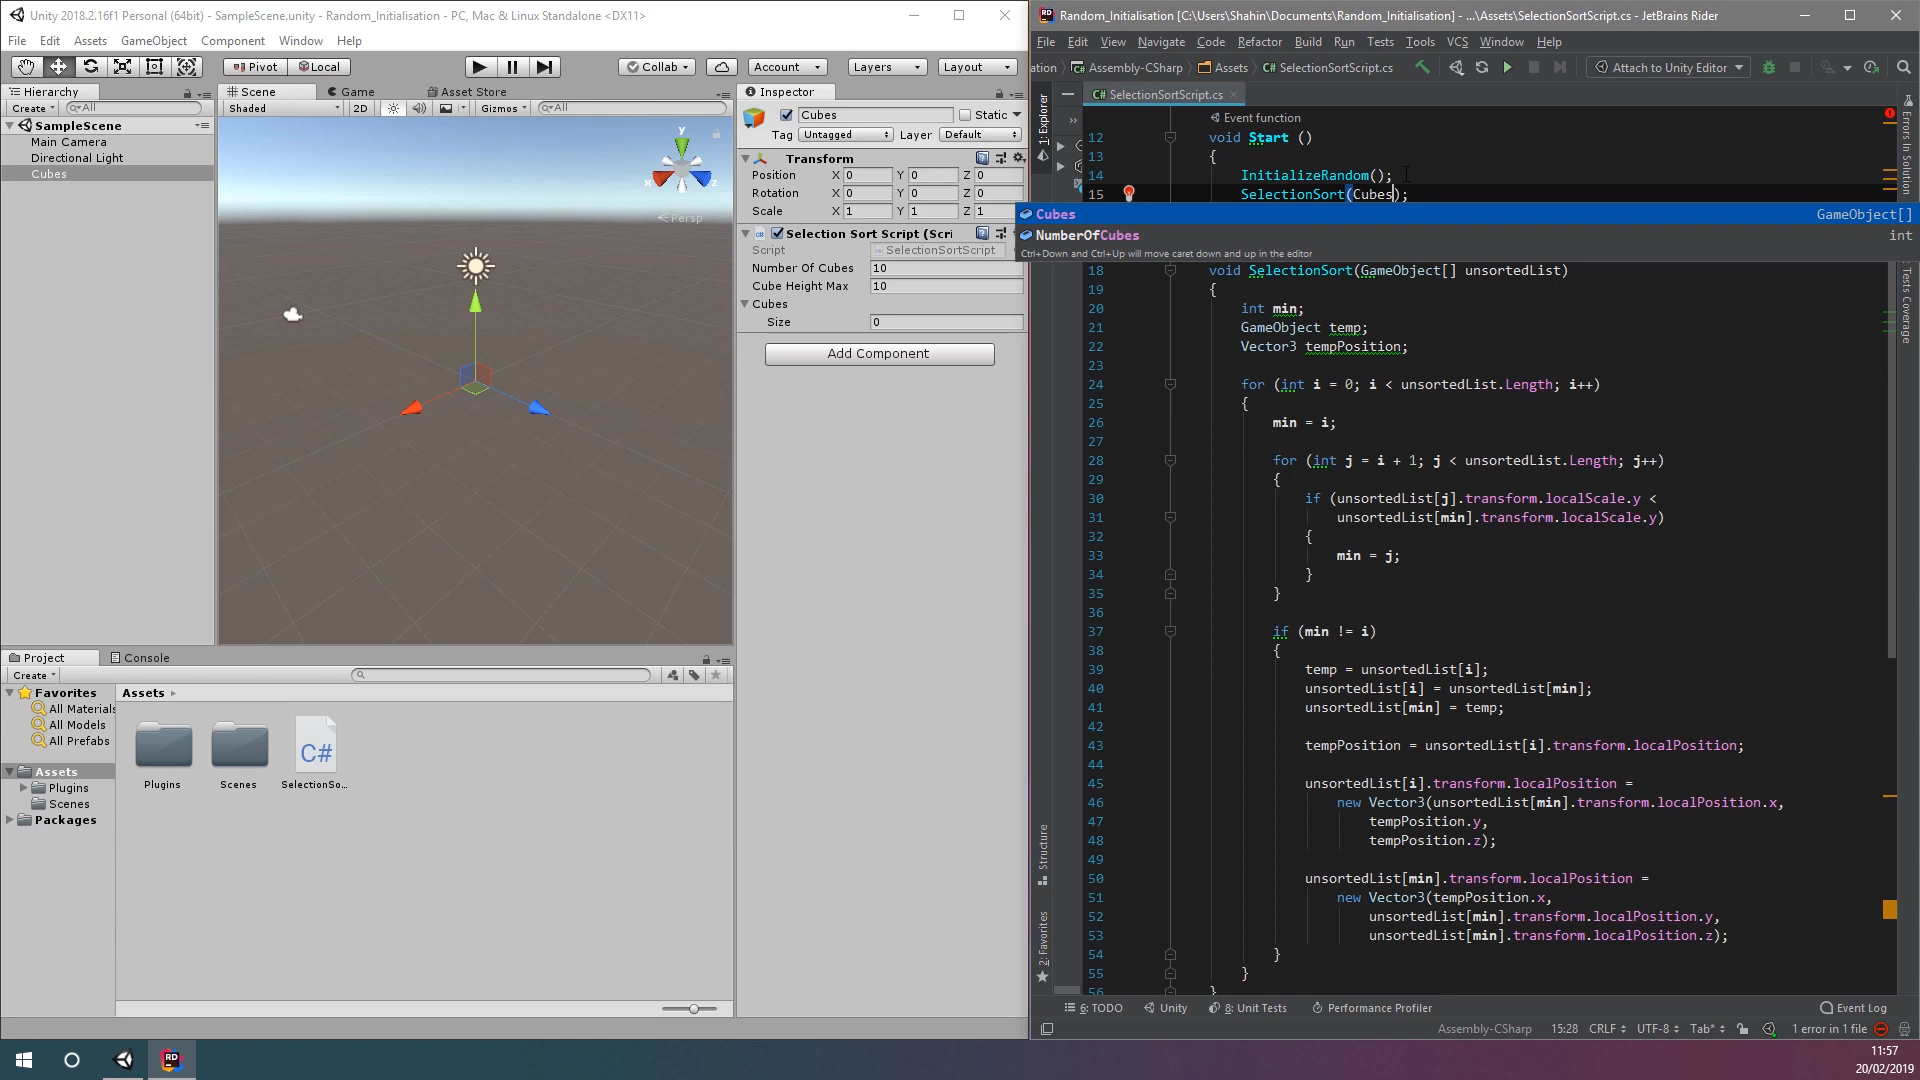 Unity 2018.2.16f1 Personal (64bit) - SampleScene.unity - Random_Initialisation - PC, Mac & Linux Standalone <DX11>
File Edit Assets GameObject Component Window Help
Pivot Local Collab Account Layers Layout
Hierarchy
Create All
SampleScene
Main Camera
Directional Light
Cubes
Scene Game Asset Store
Shaded 2D Gizmos All
y
x
z
Persp
Inspector
Cubes Static
Tag Untagged Layer Default
Transform
Position X 0 Y 0 Z 0
Rotation X 0 Y 0 Z 0
Scale X 1 Y 1 Z 1
Selection Sort Script (Scri
Script SelectionSortScript
Number Of Cubes 10
Cube Height Max 10
Cubes
Size 0
Add Component
Project Console
Create
Favorites
All Materials
All Models
All Prefabs
Assets
Plugins
Scenes
Packages
Assets
Plugins Scenes SelectionSo...
C#
Random_Initialisation [C:\Users\Shahin\Documents\Random_Initialisation] - ...\Assets\SelectionSortScript.cs - JetBrains Rider
File Edit View Navigate Code Refactor Build Run Tests Tools VCS Window Help
ation Assembly-CSharp Assets C# SelectionSortScript.cs Attach to Unity Editor
C# SelectionSortScript.cs
1: Explorer
Structure
2: Favorites
Errors In Solution
Tests Coverage
Event function
12 void Start ()
13 {
14 InitializeRandom();
15 SelectionSort(Cubes);
Cubes GameObject[]
NumberOfCubes int
Ctrl+Down and Ctrl+Up will move caret down and up in the editor
18 void SelectionSort(GameObject[] unsortedList)
19 {
20 int min;
21 GameObject temp;
22 Vector3 tempPosition;
23
24 for (int i = 0; i < unsortedList.Length; i++)
25 {
26 min = i;
27
28 for (int j = i + 1; j < unsortedList.Length; j++)
29 {
30 if (unsortedList[j].transform.localScale.y <
31 unsortedList[min].transform.localScale.y)
32 {
33 min = j;
34 }
35 }
36
37 if (min != i)
38 {
39 temp = unsortedList[i];
40 unsortedList[i] = unsortedList[min];
41 unsortedList[min] = temp;
42
43 tempPosition = unsortedList[i].transform.localPosition;
44
45 unsortedList[i].transform.localPosition =
46 new Vector3(unsortedList[min].transform.localPosition.x,
47 tempPosition.y,
48 tempPosition.z);
49
50 unsortedList[min].transform.localPosition =
51 new Vector3(tempPosition.x,
52 unsortedList[min].transform.localPosition.y,
53 unsortedList[min].transform.localPosition.z);
54 }
55 }
56 }
6: TODO Unity 8: Unit Tests Performance Profiler Event Log
Assembly-CSharp 15:28 CRLF UTF-8 Tab* 1 error in 1 file
RD
11:57
20/02/2019